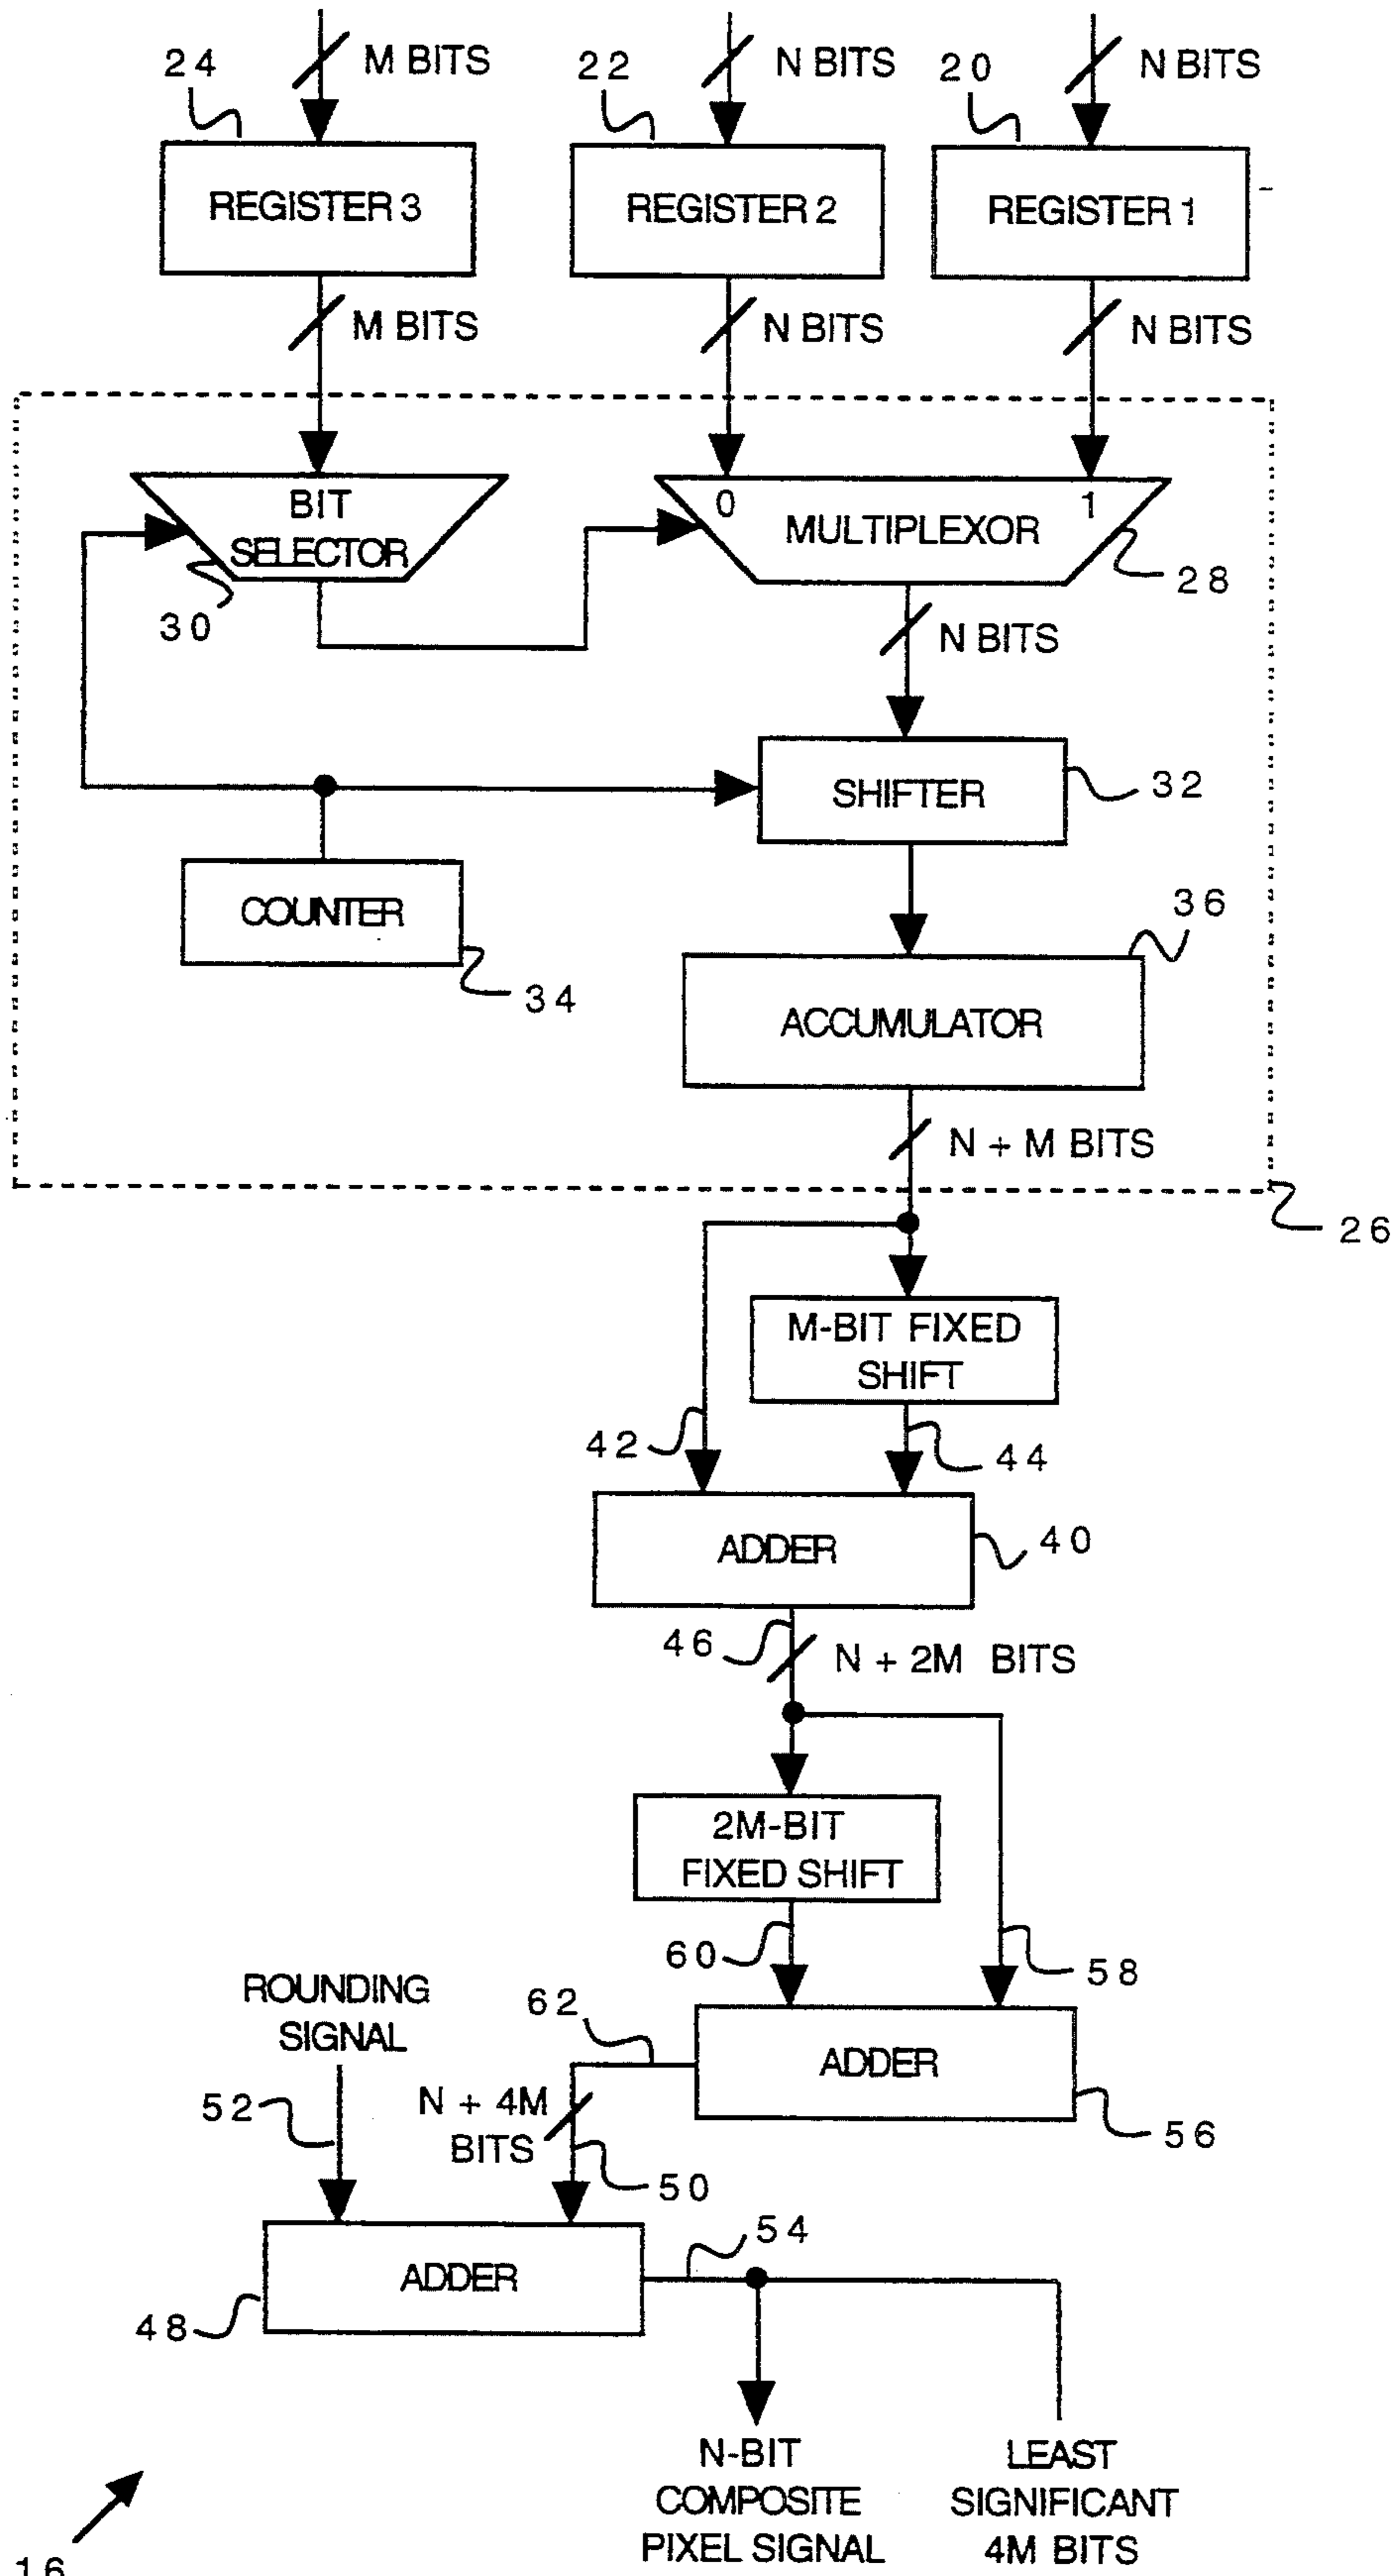 24
M BITS
22
N BITS
20
N BITS
REGISTER 3
REGISTER 2
REGISTER 1
M BITS
N BITS
N BITS
BIT
SELECTOR
30
0
1
MULTIPLEXOR
28
N BITS
SHIFTER
32
COUNTER
34
36
ACCUMULATOR
N + M BITS
26
M-BIT FIXED
SHIFT
42
44
ADDER
40
46
N + 2M BITS
2M-BIT
FIXED SHIFT
60
58
ROUNDING
SIGNAL
62
ADDER
52
N + 4M
BITS
56
50
54
ADDER
48
N-BIT
COMPOSITE
PIXEL SIGNAL
LEAST
SIGNIFICANT
4M BITS
16